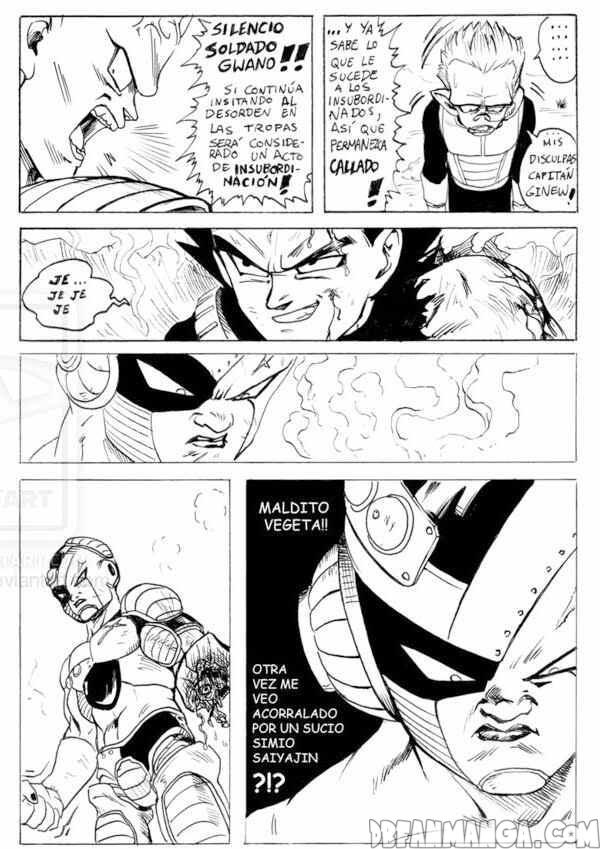 SILENCIO
SOLDADO
GWANO!!
SI CONTINÚA
INSITANDO AL
DESORDEN EN
LAS TROPAS
SERÁ CONSIDE-
RADO UN ACTO
DE INSUBORDI-
NACIÓN!
...Y YA
SABE LO
QUE LE
SUCEDE
A LOS
INSUBORDI-
NADOS,
ASÍ QUE
PERMANEZCA
CALLADO
!
......
...MIS
DISCULPAS
CAPITÁN
GINEW!
JE...
JE JE JE
JE
MALDITO
VEGETA!!
OTRA
VEZ ME
VEO
ACORRALADO
POR UN SUCIO
SIMIO
SAIYAJIN
?!?
DBFANMANGA.COM